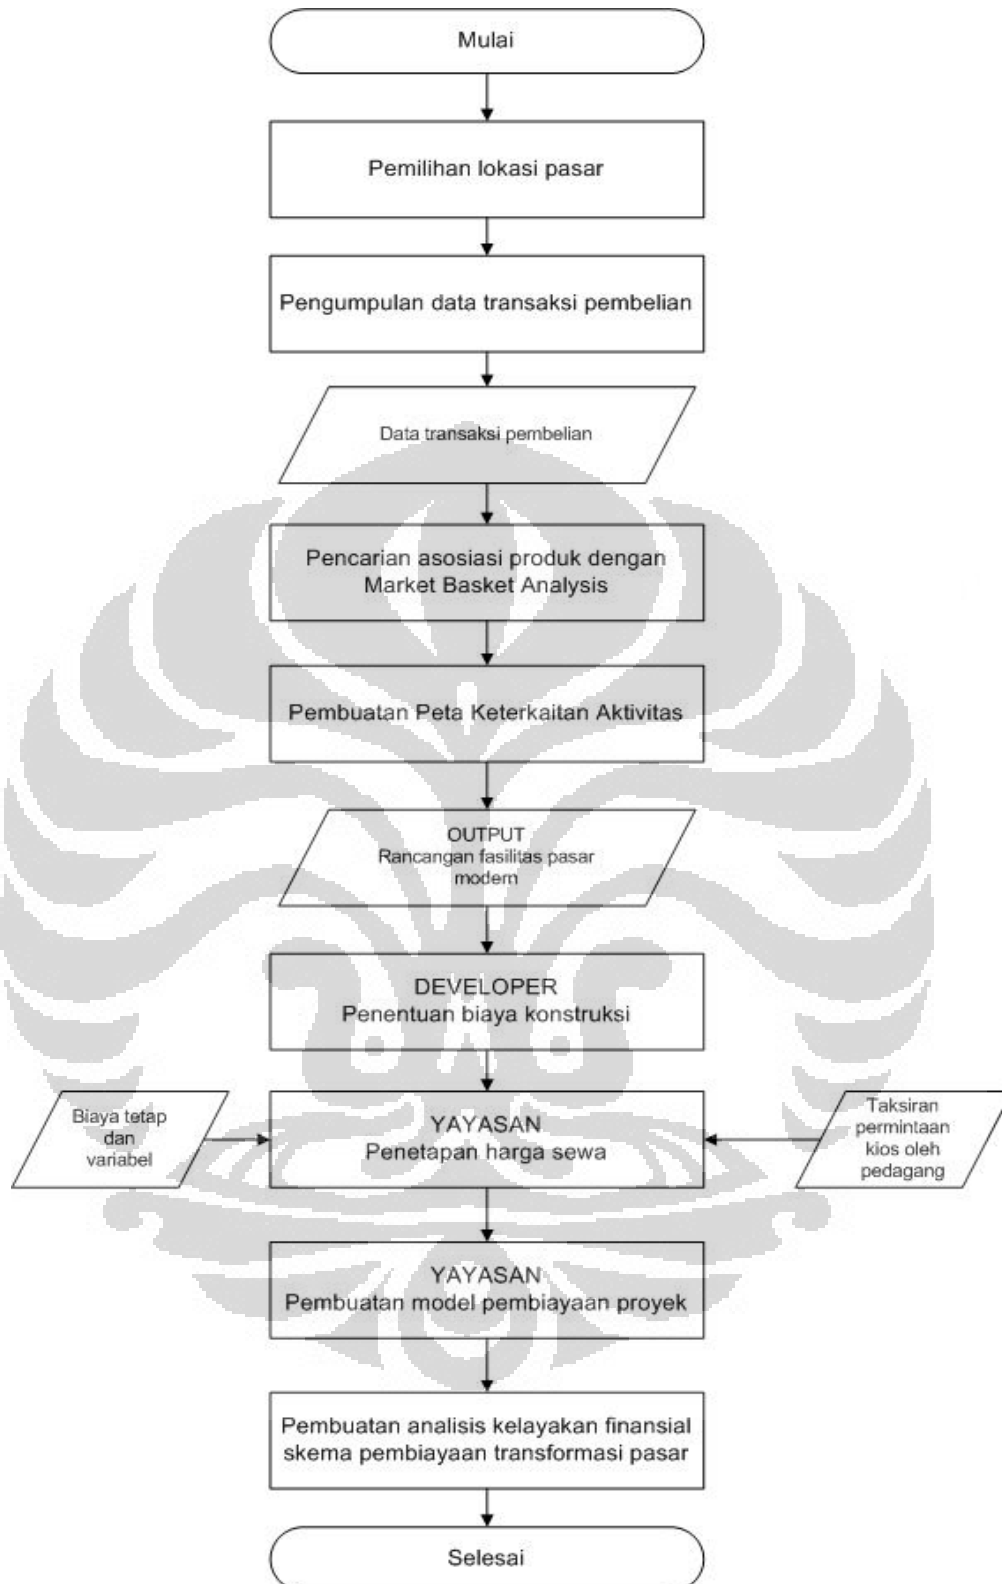 Mulai
Pemilihan lokasi pasar
Pengumpulan data transaksi pembelian
Data transaksi pembelian
Pencarian asosiasi produk dengan
Market Basket Analysis
Pembuatan Peta Keterkaitan Aktivitas
OUTPUT
Rancangan fasilitas pasar
modern
DEVELOPER
Penentuan biaya konstruksi
Biaya tetap
dan
variabel
YAYASAN
Penetapan harga sewa
Taksiran
permintaan
kios oleh
pedagang
YAYASAN
Pembuatan model pembiayaan proyek
Pembuatan analisis kelayakan finansial
skema pembiayaan transformasi pasar
Selesai